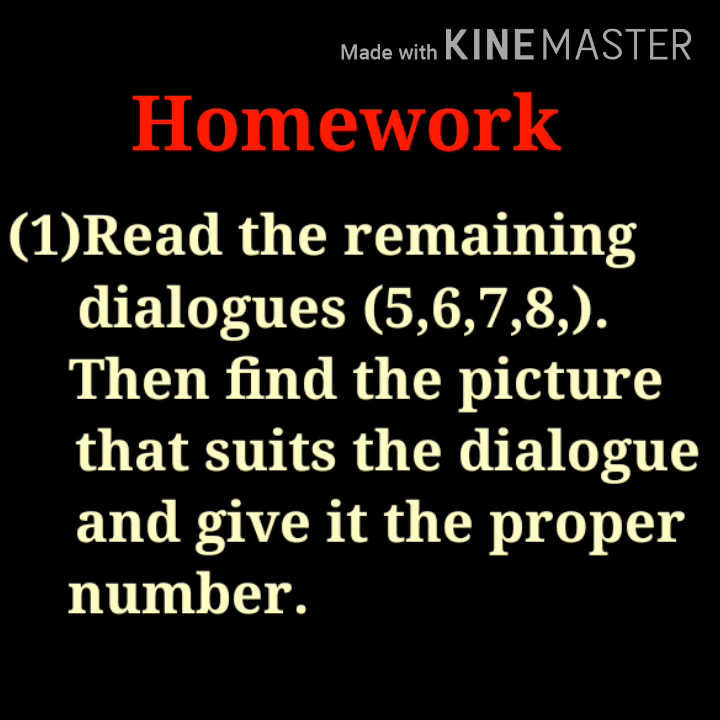 Made with KINEMASTER
Homework
(1)Read the remaining
dialogues (5,6,7,8,).
Then find the picture
that suits the dialogue
and give it the proper
number.